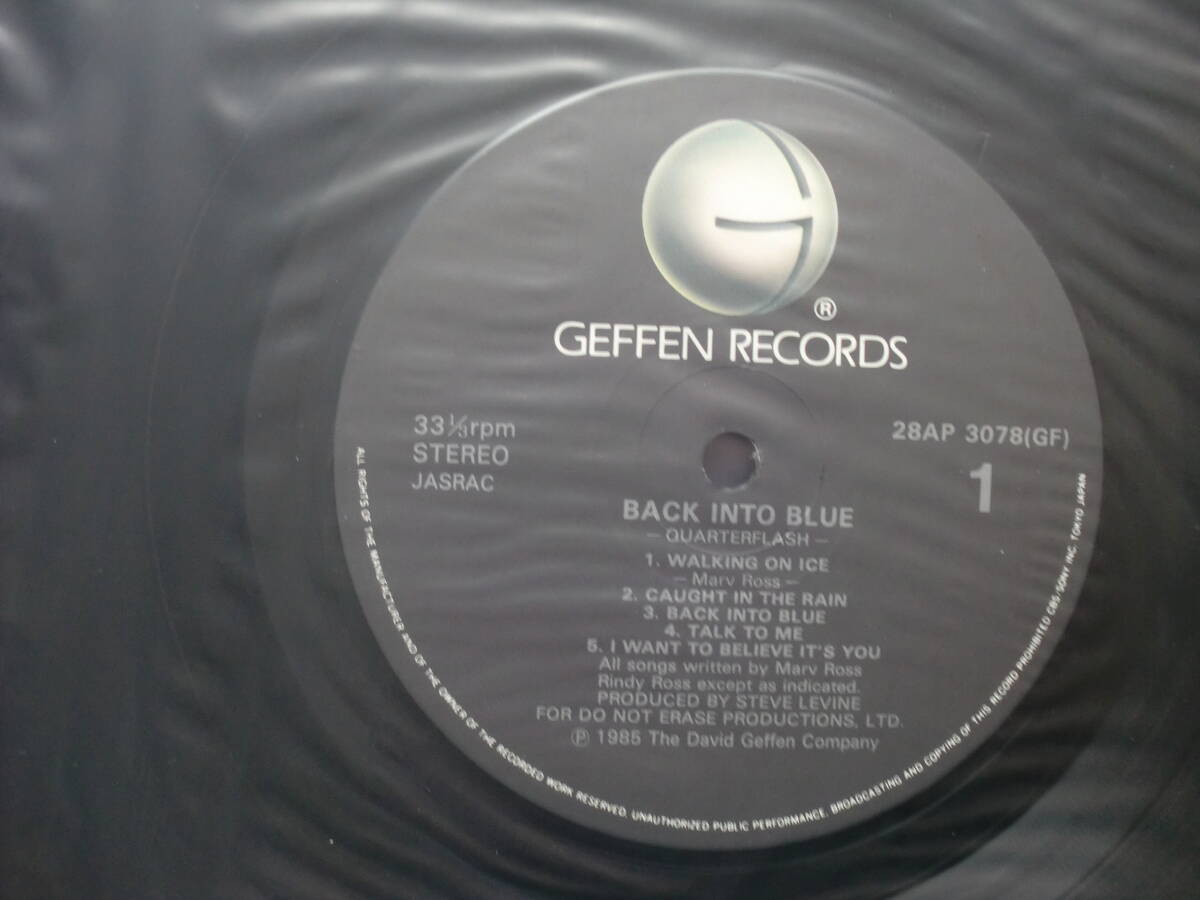 ®
GEFFEN RECORDS
33 1/3 rpm
STEREO
JASRAC
28AP 3078(GF)
1
BACK INTO BLUE
– QUARTERFLASH –
1. WALKING ON ICE
– Marv Ross –
2. CAUGHT IN THE RAIN
3. BACK INTO BLUE
4. TALK TO ME
5. I WANT TO BELIEVE IT'S YOU
All songs written by Marv Ross
Rindy Ross except as indicated.
PRODUCED BY STEVE LEVINE
FOR DO NOT ERASE PRODUCTIONS, LTD.
℗ 1985 The David Geffen Company
ALL RIGHTS OF THE MANUFACTURER AND OF THE OWNER OF THE RECORDED WORK RESERVED. UNAUTHORIZED PUBLIC PERFORMANCE, BROADCASTING AND COPYING OF THIS RECORD PROHIBITED CBS/SONY INC. TOKYO JAPAN